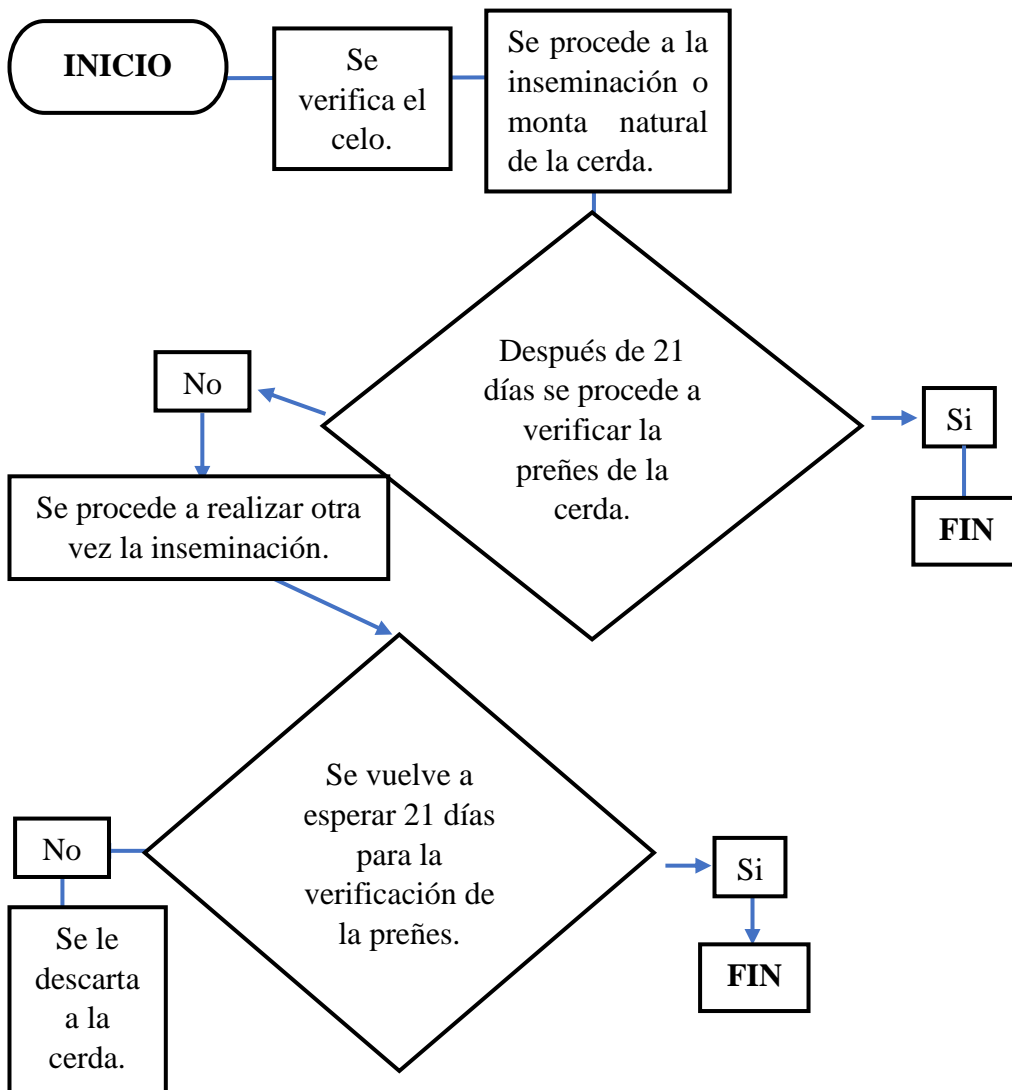 INICIO
Se
verifica el
celo.
Se procede a la
inseminación o
monta natural
de la cerda.
Después de 21
días se procede a
verificar la
preñes de la
cerda.
No
Si
Se procede a realizar otra
vez la inseminación.
FIN
Se vuelve a
esperar 21 días
para la
verificación de
la preñes.
No
Si
Se le
descarta
a la
cerda.
FIN